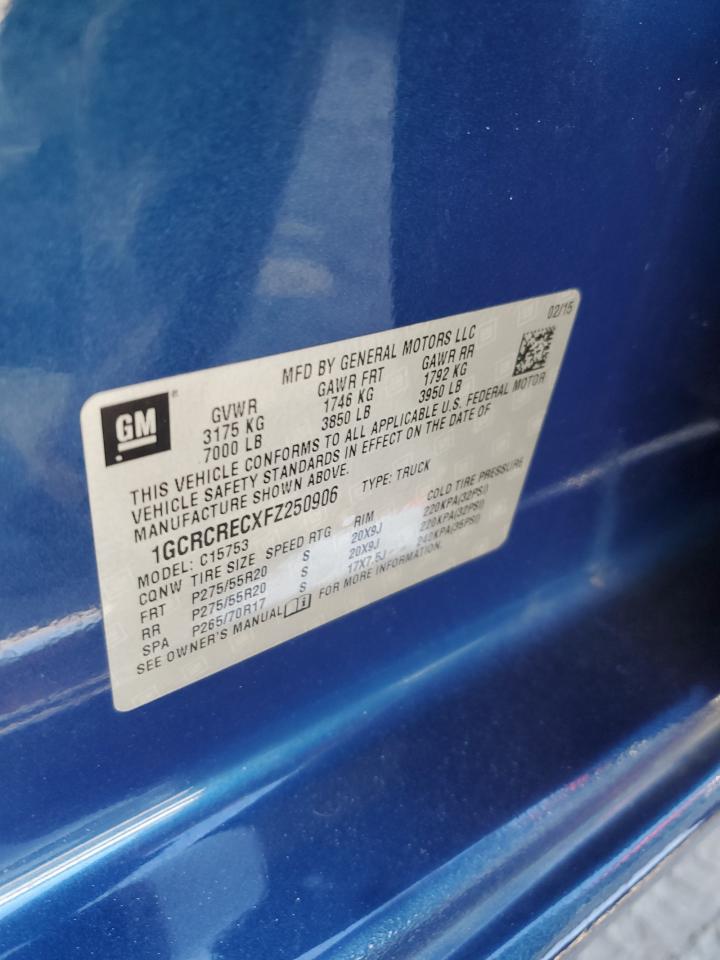 02/15
GM
MFD BY GENERAL MOTORS LLC
GVWR GAWR FRT GAWR RR
3175 KG 1746 KG 1792 KG
7000 LB 3850 LB 3950 LB
THIS VEHICLE CONFORMS TO ALL APPLICABLE U.S. FEDERAL MOTOR
VEHICLE SAFETY STANDARDS IN EFFECT ON THE DATE OF
MANUFACTURE SHOWN ABOVE.
1GCRCRECXFZ250906 TYPE: TRUCK
MODEL: C15753
CQNW TIRE SIZE SPEED RTG RIM COLD TIRE PRESSURE
FRT P275/55R20 S 20X9J 220KPA(32PSI)
RR P275/55R20 S 20X9J 220KPA(32PSI)
SPA P265/70R17 S 17X7.5J 240KPA(35PSI)
SEE OWNER'S MANUAL i FOR MORE INFORMATION.